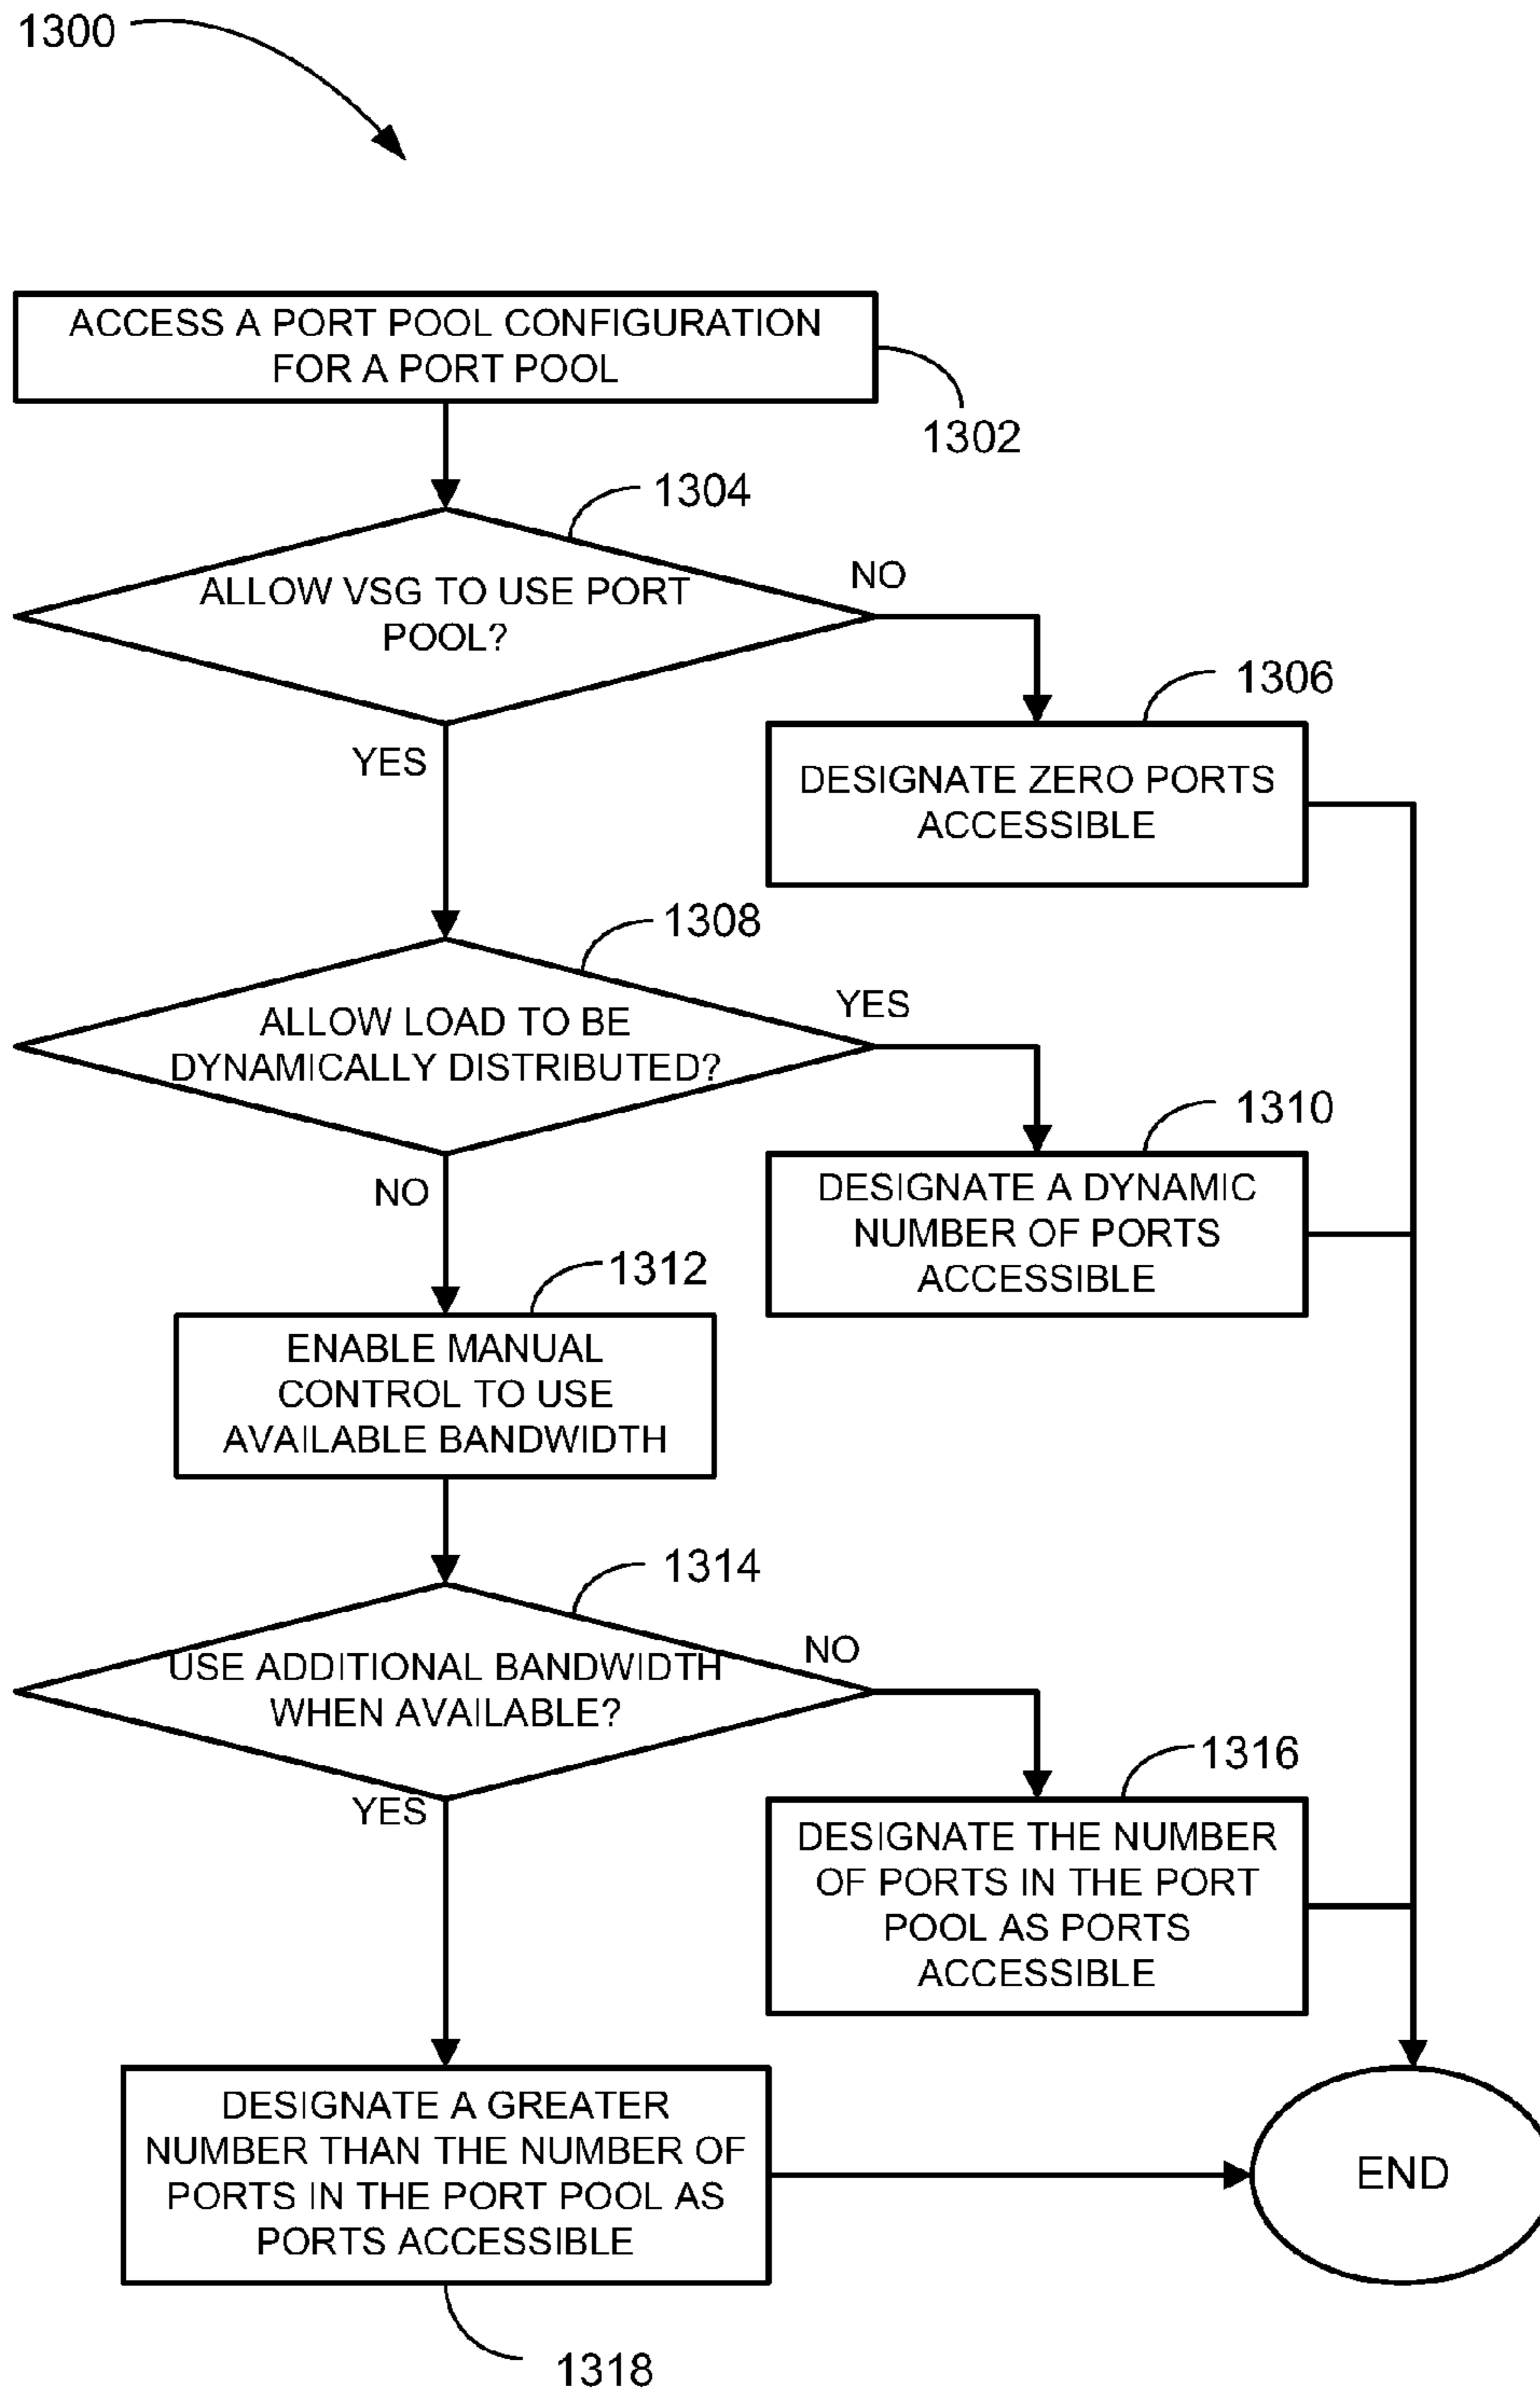 1300
ACCESS A PORT POOL CONFIGURATION
FOR A PORT POOL
1302
1304
ALLOW VSG TO USE PORT
POOL?
NO
YES
1306
DESIGNATE ZERO PORTS
ACCESSIBLE
1308
ALLOW LOAD TO BE
DYNAMICALLY DISTRIBUTED?
YES
NO
1310
DESIGNATE A DYNAMIC
NUMBER OF PORTS
ACCESSIBLE
1312
ENABLE MANUAL
CONTROL TO USE
AVAILABLE BANDWIDTH
1314
USE ADDITIONAL BANDWIDTH
WHEN AVAILABLE?
NO
YES
1316
DESIGNATE THE NUMBER
OF PORTS IN THE PORT
POOL AS PORTS
ACCESSIBLE
DESIGNATE A GREATER
NUMBER THAN THE NUMBER OF
PORTS IN THE PORT POOL AS
PORTS ACCESSIBLE
END
1318